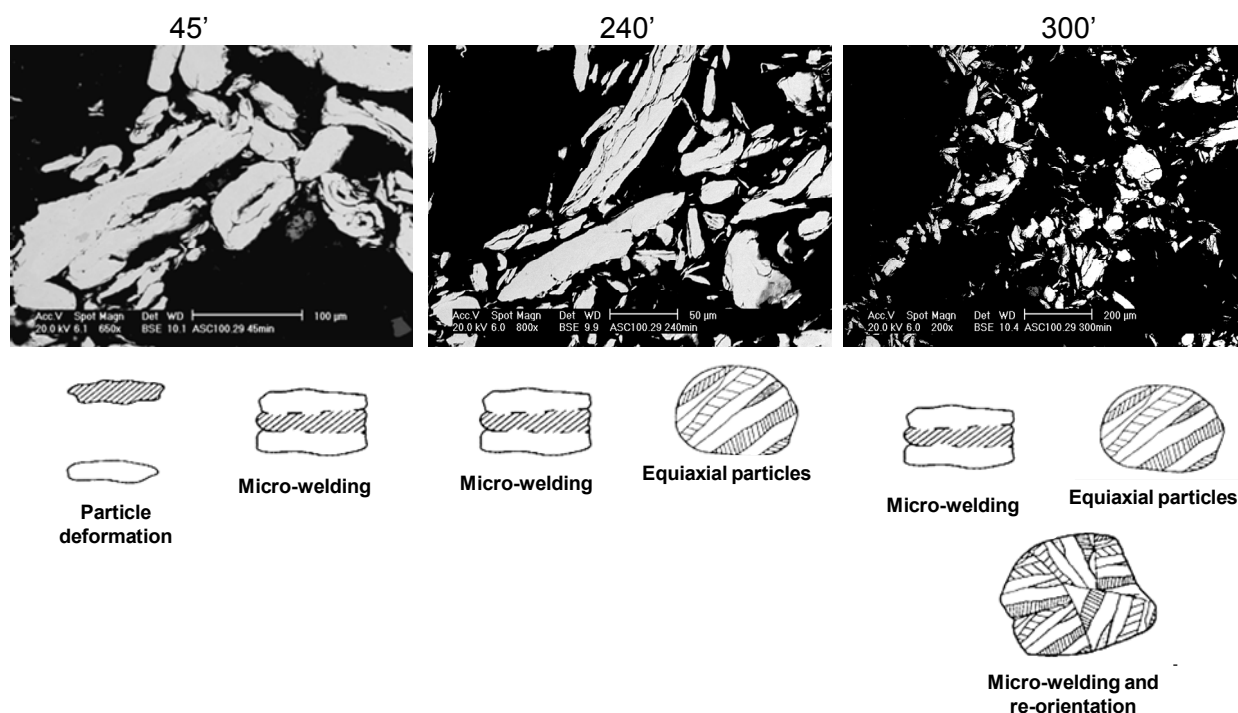 45’
240’
300’
Acc.V Spot Magn Det WD 100 µm
20.0 kV 6.1 650x BSE 10.1 ASC100.29 45min
Acc.V Spot Magn Det WD 50 µm
20.0 kV 6.0 800x BSE 9.9 ASC100.29 240min
Acc.V Spot Magn Det WD 200 µm
20.0 kV 6.0 200x BSE 10.4 ASC100.29 300min
Particle
deformation
Micro-welding
Micro-welding
Equiaxial particles
Micro-welding
Equiaxial particles
Micro-welding and
re-orientation